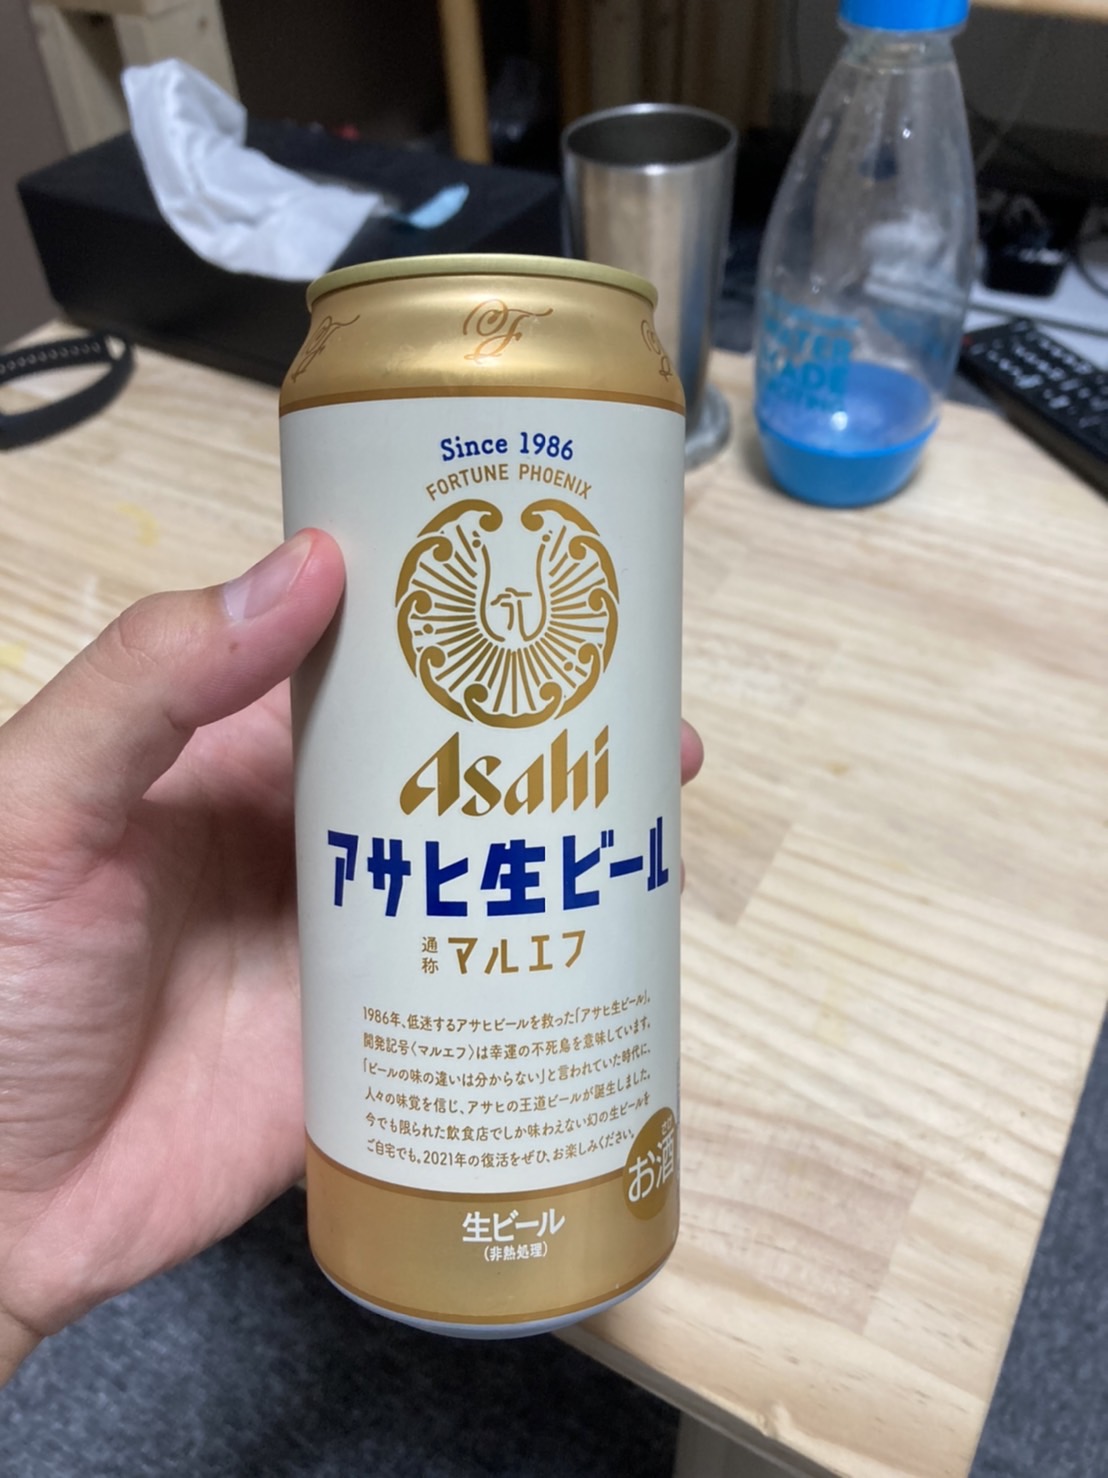 Since 1986
FORTUNE PHOENIX
Asahi
アサヒ生ビール
通称 マルエフ
1986年、低迷するアサヒビールを救った「アサヒ生ビール」。
開発記号〈マルエフ〉は幸運の不死鳥を意味しています。
「ビールの味の違いは分からない」と言われていた時代に、
人々の味覚を信じ、アサヒの王道ビールが誕生しました。
今でも限られた飲食店でしか味わえない幻の生ビールを
ご自宅でも。2021年の復活をぜひ、お楽しみください。
お酒
生ビール
(非熱処理)
WATER
MADE